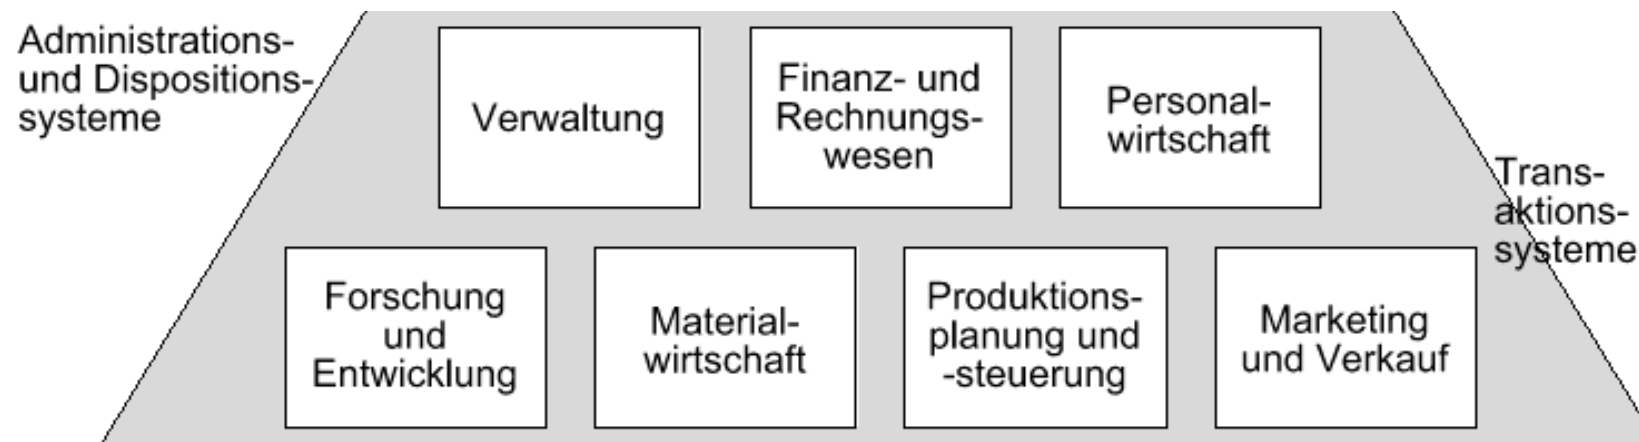 Administrations-
und Dispositions-
systeme
Verwaltung
Finanz- und
Rechnungs-
wesen
Personal-
wirtschaft
Trans-
aktions-
systeme
Forschung
und
Entwicklung
Material-
wirtschaft
Produktions-
planung und
-steuerung
Marketing
und Verkauf